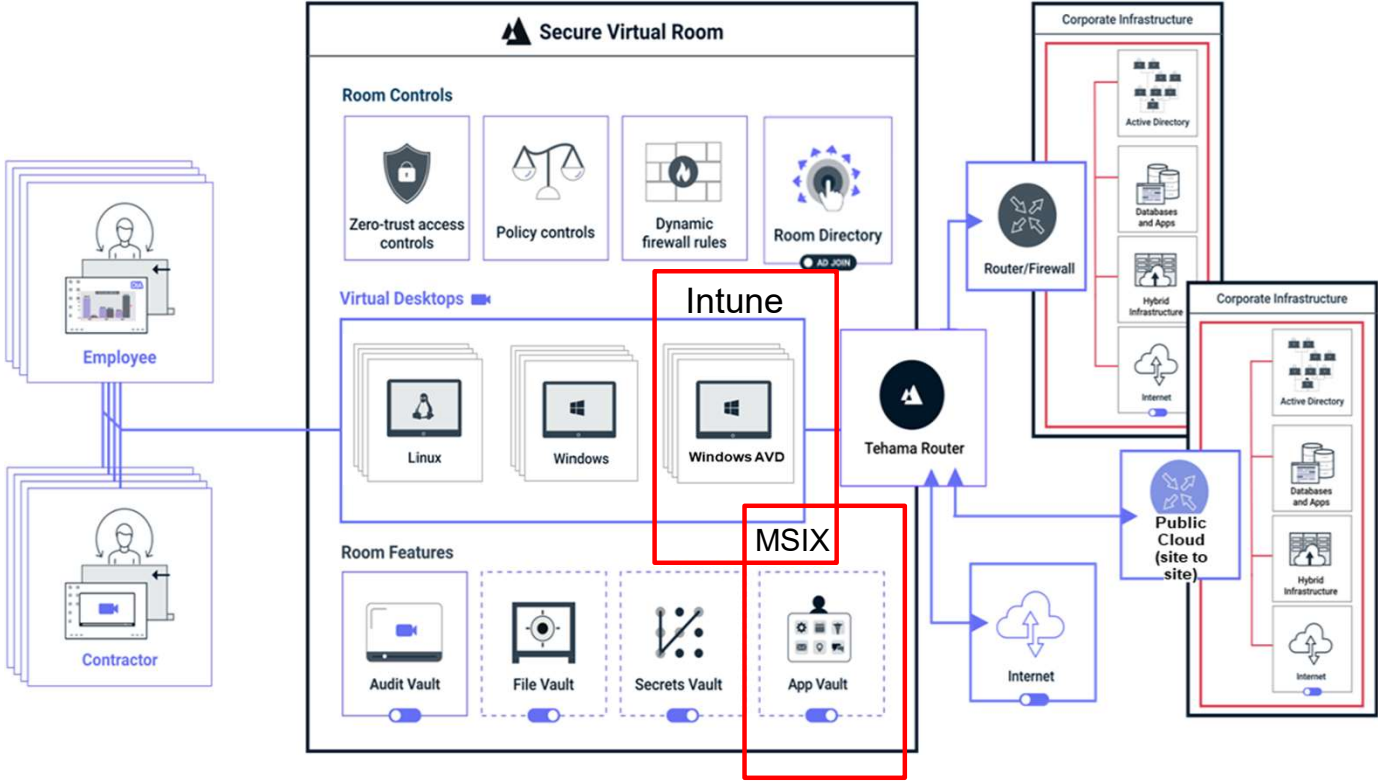 Secure Virtual Room
Room Controls
Zero-trust access
controls
Policy controls
Dynamic
firewall rules
Room Directory
AD JOIN
Employee
Contractor
Virtual Desktops
Intune
Linux
Windows
Windows AVD
MSIX
Room Features
Audit Vault
File Vault
Secrets Vault
App Vault
Tehama Router
Router/Firewall
Public
Cloud
(site to
site)
Internet
Corporate Infrastructure
Active Directory
Databases
and Apps
Hybrid
Infrastructure
Internet
Corporate Infrastructure
Active Directory
Databases
and Apps
Hybrid
Infrastructure
Internet